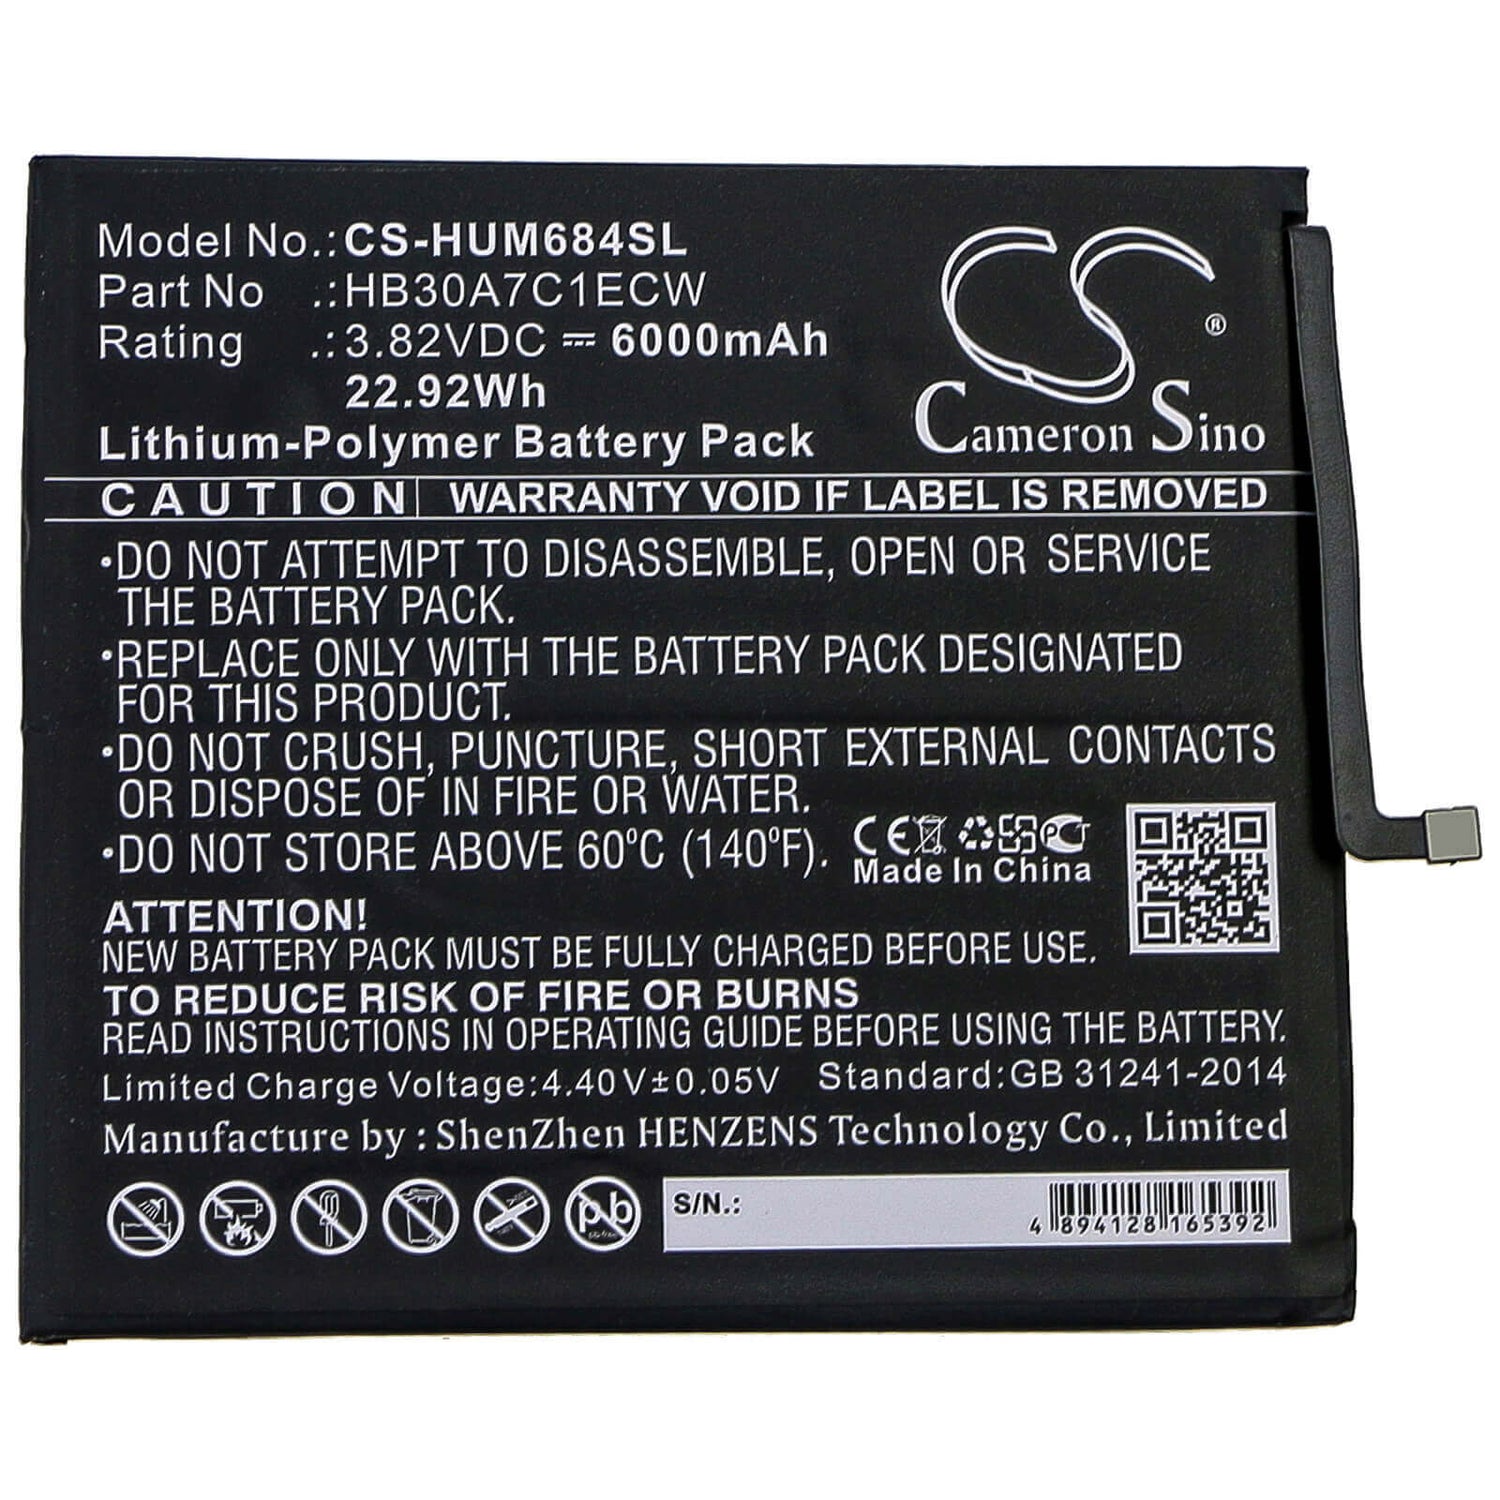 Model No.:CS-HUM684SL
Part No .:HB30A7C1ECW
Rating .:3.82VDC ⎓ 6000mAh
22.92Wh
Lithium-Polymer Battery Pack
CS
®
Cameron Sino
CAUTION WARRANTY VOID IF LABEL IS REMOVED
•DO NOT ATTEMPT TO DISASSEMBLE, OPEN OR SERVICE
THE BATTERY PACK.
•REPLACE ONLY WITH THE BATTERY PACK DESIGNATED
FOR THIS PRODUCT.
•DO NOT CRUSH, PUNCTURE, SHORT EXTERNAL CONTACTS
OR DISPOSE OF IN FIRE OR WATER.
•DO NOT STORE ABOVE 60ºC (140ºF).
CE PCT
Made In China
ATTENTION!
NEW BATTERY PACK MUST BE FULLY CHARGED BEFORE USE.
TO REDUCE RISK OF FIRE OR BURNS
READ INSTRUCTIONS IN OPERATING GUIDE BEFORE USING THE BATTERY.
Limited Charge Voltage:4.40V±0.05V Standard:GB 31241-2014
Manufacture by : ShenZhen HENZENS Technology Co., Limited
pb
S/N.:
4 894128 165392